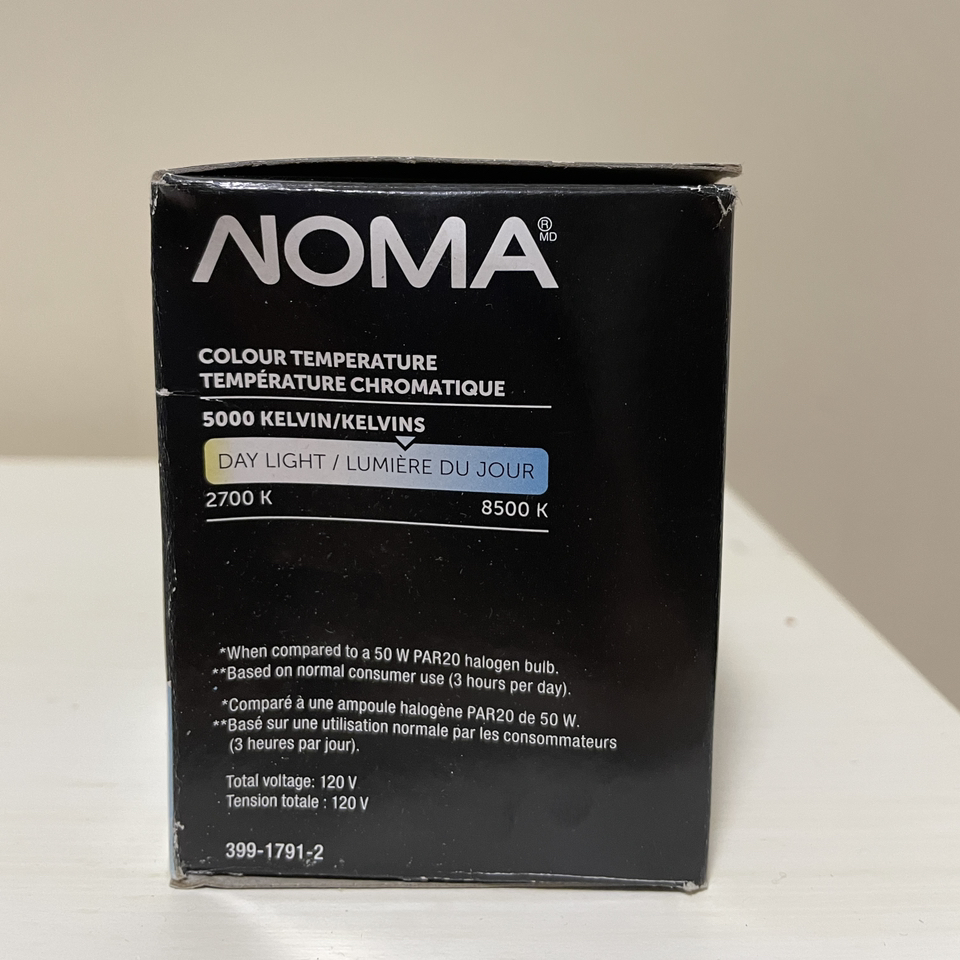 NOMA ® MD
COLOUR TEMPERATURE
TEMPÉRATURE CHROMATIQUE
5000 KELVIN/KELVINS
DAY LIGHT / LUMIÈRE DU JOUR
2700 K 8500 K
*When compared to a 50 W PAR20 halogen bulb.
**Based on normal consumer use (3 hours per day).
*Comparé à une ampoule halogène PAR20 de 50 W.
**Basé sur une utilisation normale par les consommateurs
(3 heures par jour).
Total voltage: 120 V
Tension totale : 120 V
399-1791-2